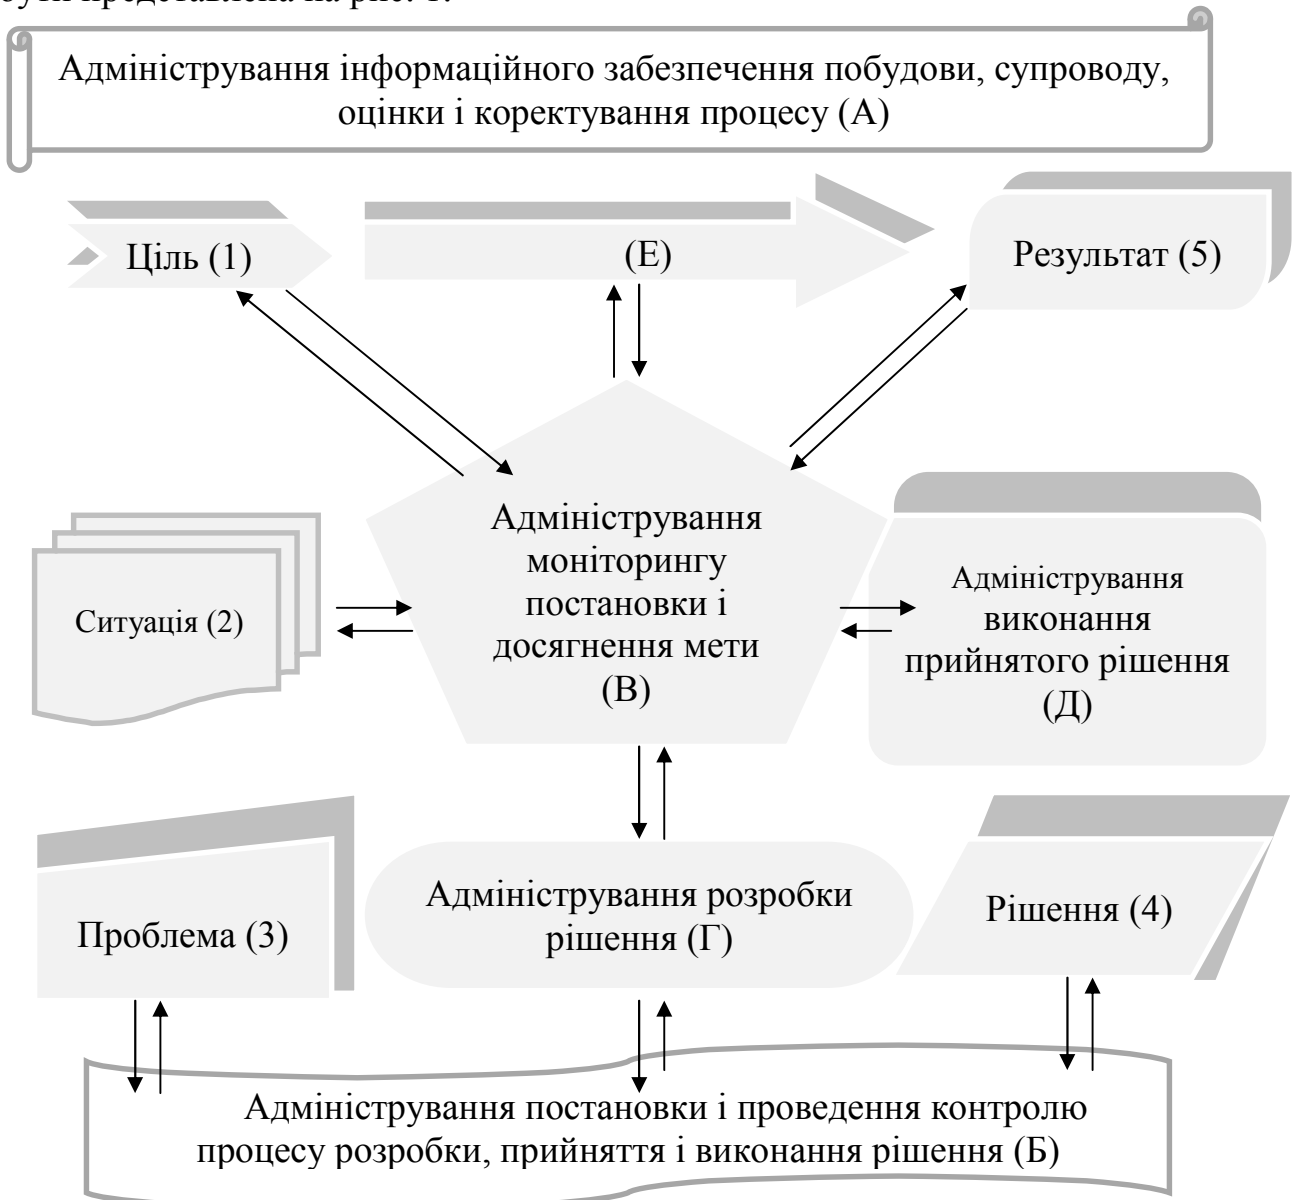 бути представлена на рис. 1.
Адміністрування інформаційного забезпечення побудови, супроводу,
оцінки і коректування процесу (А)
Ціль (1)
(Е)
Результат (5)
Адміністрування
моніторингу
постановки і
досягнення мети
(В)
Ситуація (2)
Адміністрування
виконання
прийнятого рішення
(Д)
Проблема (3)
Адміністрування розробки
рішення (Г)
Рішення (4)
Адміністрування постановки і проведення контролю
процесу розробки, прийняття і виконання рішення (Б)